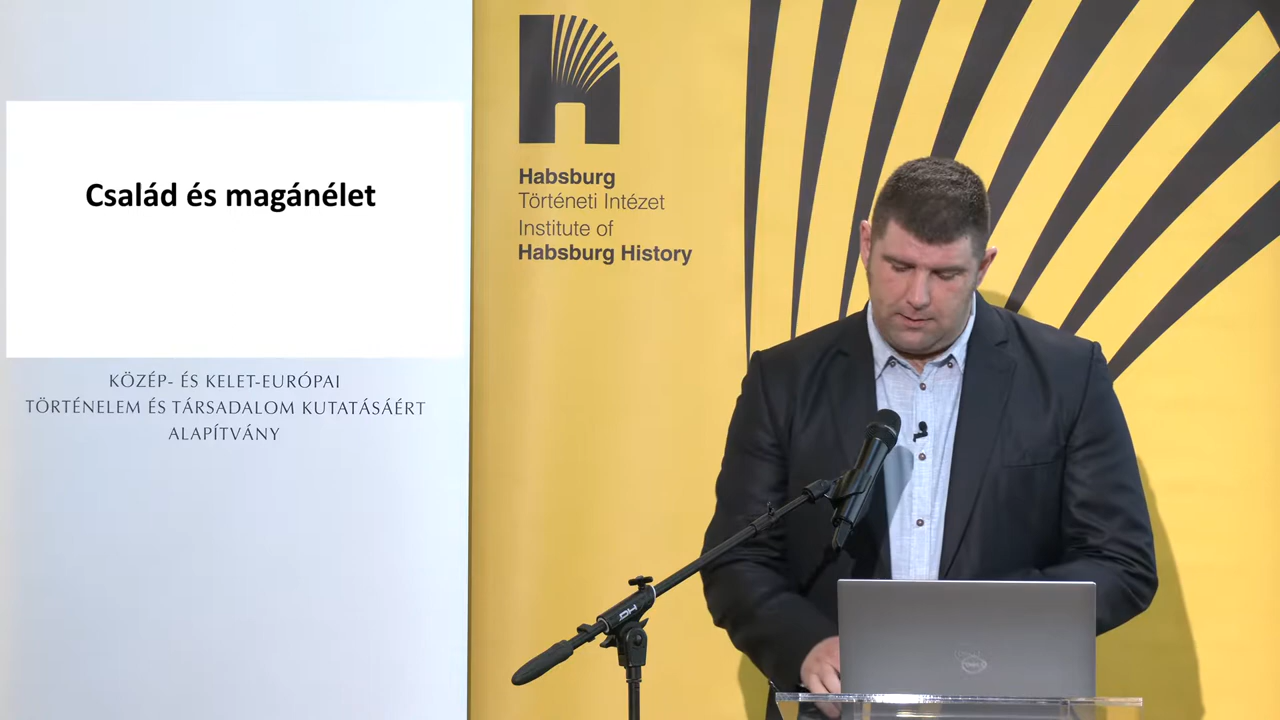 Család és magánélet
KÖZÉP- ÉS KELET-EURÓPAI
TÖRTÉNELEM ÉS TÁRSADALOM KUTATÁSÁÉRT
ALAPÍTVÁNY
Habsburg
Történeti Intézet
Institute of
Habsburg History
DELL